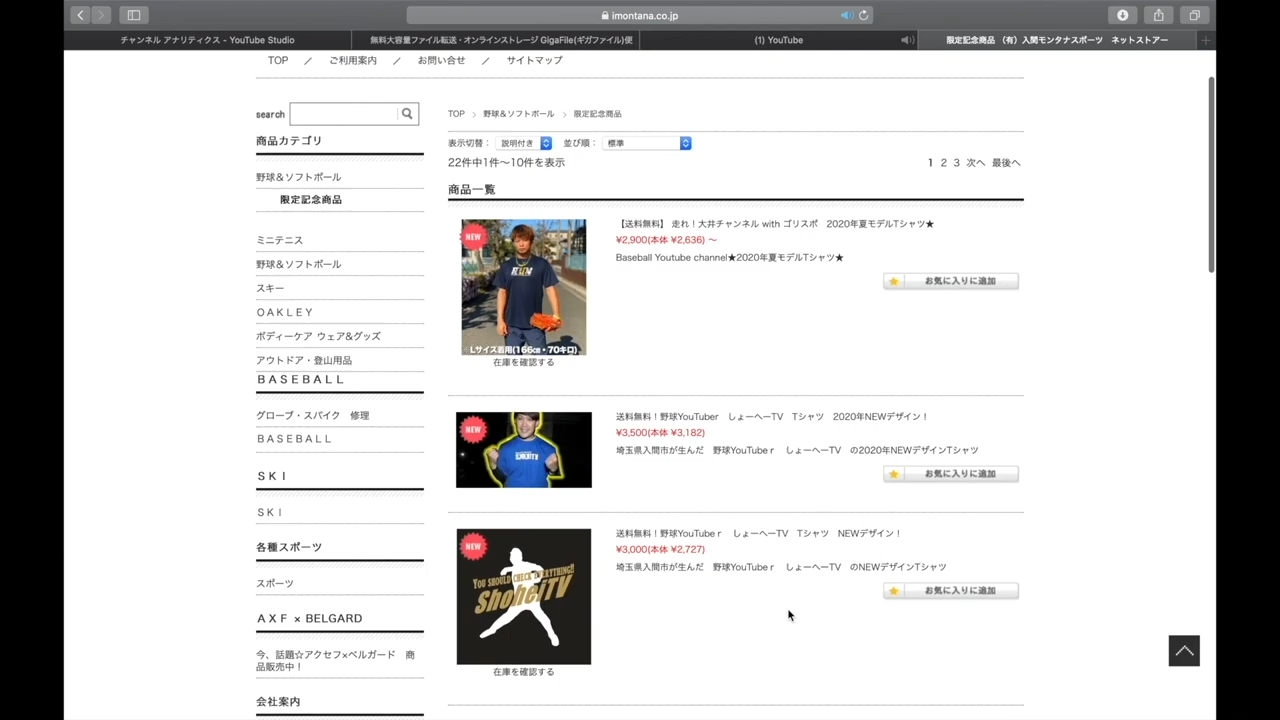 imontana.co.jp
チャンネル アナリティクス - YouTube Studio
無料大容量ファイル転送・オンラインストレージ GigaFile(ギガファイル)便
(1) YouTube
限定記念商品 （有）入間モンタナスポーツ　ネットストアー
TOP ／ ご利用案内 ／ お問い合せ ／ サイトマップ
search
商品カテゴリ
野球＆ソフトボール
限定記念商品
ミニテニス
野球＆ソフトボール
スキー
ＯＡＫＬＥＹ
ボディーケア ウェア&グッズ
アウトドア・登山用品
ＢＡＳＥＢＡＬＬ
グローブ・スパイク　修理
ＢＡＳＥＢＡＬＬ
ＳＫＩ
ＳＫＩ
各種スポーツ
スポーツ
ＡＸＦ × BELGARD
今、話題☆アクセフ×ベルガード　商
品販売中！
会社案内
TOP > 野球＆ソフトボール > 限定記念商品
表示切替： 説明付き 並び順： 標準
22件中1件〜10件を表示
1 2 3 次へ 最後へ
商品一覧
NEW
Lサイズ着用(166㎝・70キロ)
在庫を確認する
【送料無料】 走れ！大井チャンネル with ゴリスポ　2020年夏モデルTシャツ★
¥2,900(本体 ¥2,636) 〜
Baseball Youtube channel★2020年夏モデルTシャツ★
お気に入りに追加
NEW
送料無料！野球YouTuber　しょーへーTV　Tシャツ　2020年NEWデザイン！
¥3,500(本体 ¥3,182)
埼玉県入間市が生んだ　野球YouTubeｒ　しょーへーTV　の2020年NEWデザインTシャツ
お気に入りに追加
NEW
YOU SHOULD CHECK EVERYTHING!!
ShoheiTV
在庫を確認する
送料無料！野球YouTubeｒ　しょーへーTV　Tシャツ　NEWデザイン！
¥3,000(本体 ¥2,727)
埼玉県入間市が生んだ　野球YouTubeｒ　しょーへーTV　のNEWデザインTシャツ
お気に入りに追加